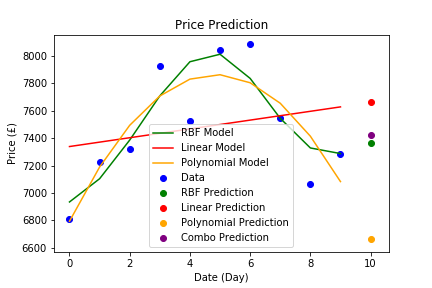 Price Prediction
Price (£)
8000
7800
7600
7400
7200
7000
6800
6600
RBF Model
Linear Model
Polynomial Model
Data
RBF Prediction
Linear Prediction
Polynomial Prediction
Combo Prediction
0
2
4
6
8
10
Date (Day)